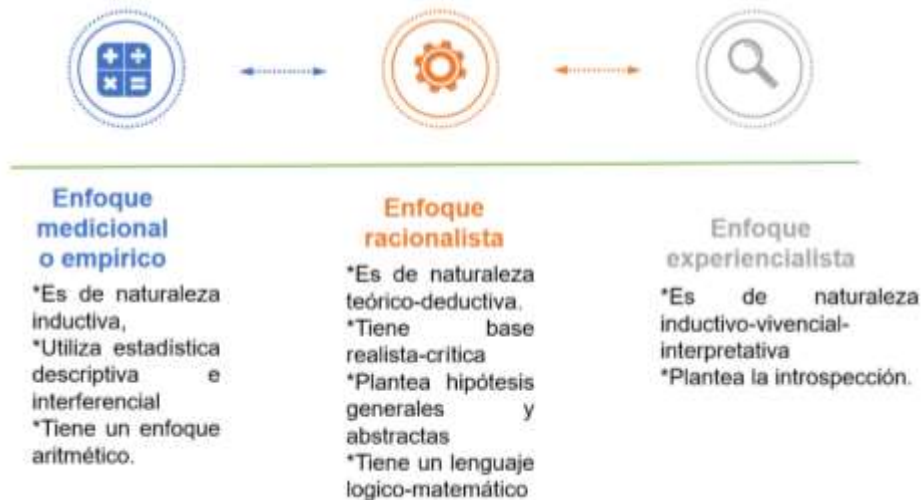 Enfoque
medicional
o empírico
*Es de naturaleza
inductiva,
*Utiliza estadística
descriptiva e
interferencial
*Tiene un enfoque
aritmético.
Enfoque
racionalista
*Es de naturaleza
teórico-deductiva.
*Tiene base
realista-crítica
*Plantea hipótesis
generales y
abstractas
*Tiene un lenguaje
logico-matemático
Enfoque
experiencialista
*Es de naturaleza
inductivo-vivencial-
interpretativa
*Plantea la introspección.